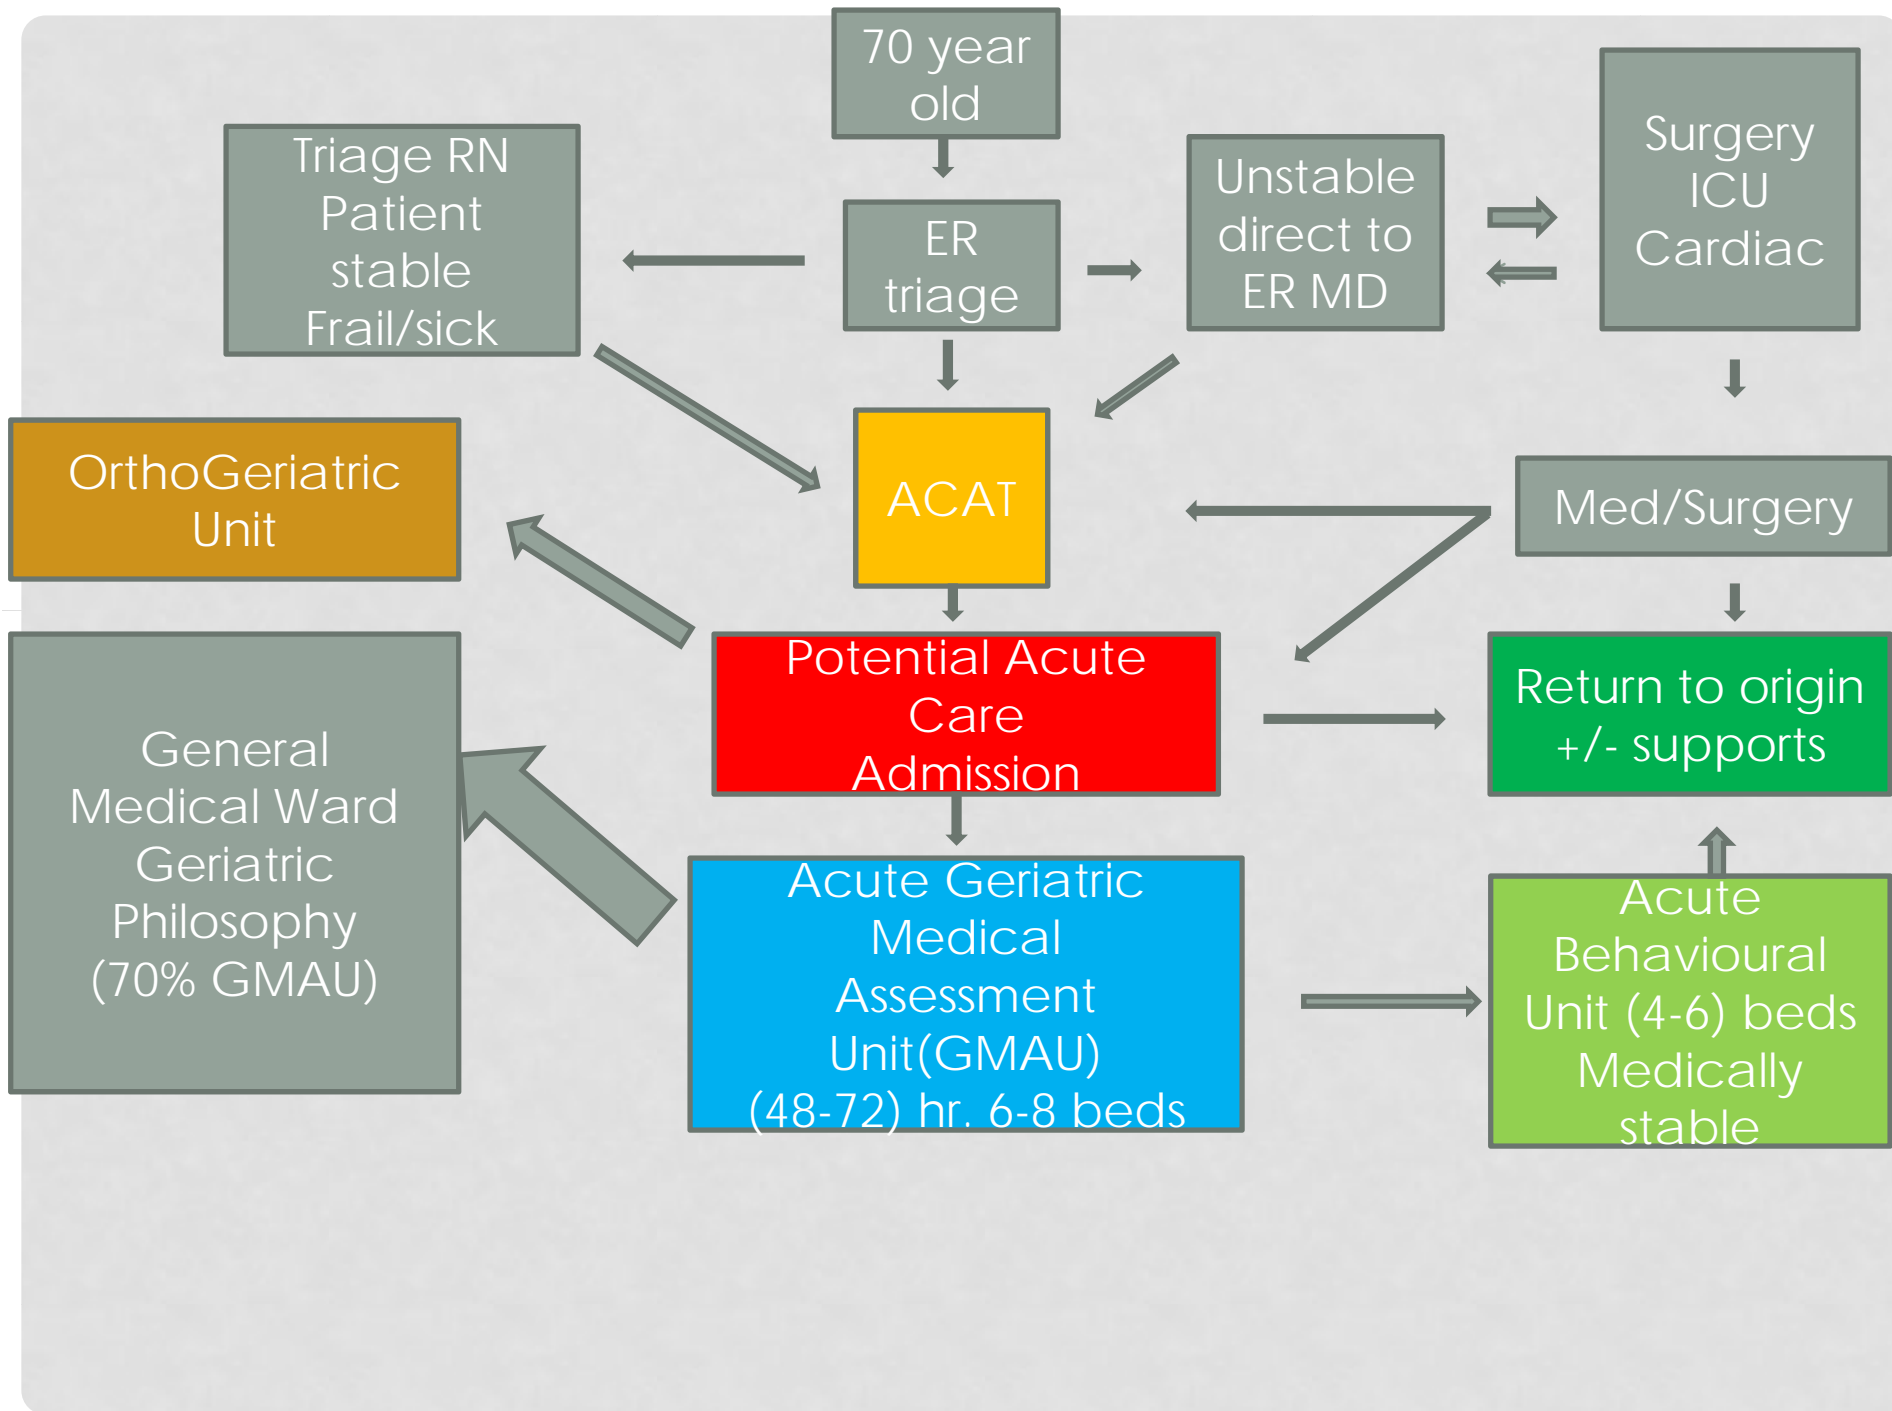 70 year
old
Triage RN
Patient
stable
Frail/sick
ER
triage
Unstable
direct to
ER MD
Surgery
ICU
Cardiac
OrthoGeriatric
Unit
ACAT
Med/Surgery
General
Medical Ward
Geriatric
Philosophy
(70% GMAU)
Potential Acute
Care
Admission
Return to origin
+/- supports
Acute Geriatric
Medical
Assessment
Unit(GMAU)
(48-72) hr. 6-8 beds
Acute
Behavioural
Unit (4-6) beds
Medically
stable